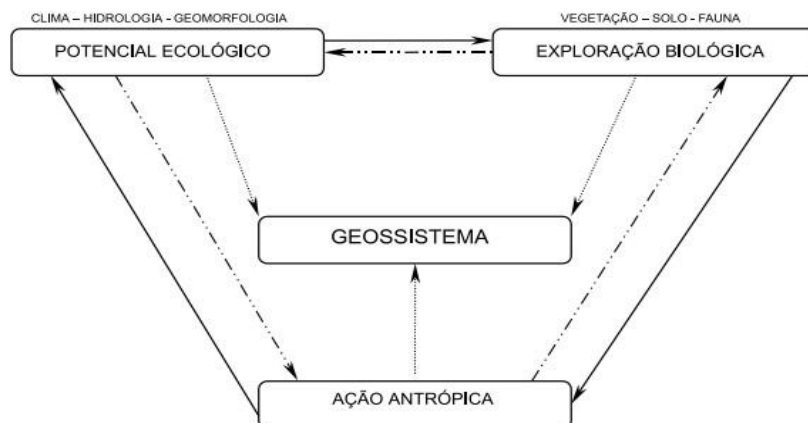 CLIMA – HIDROLOGIA - GEOMORFOLOGIA
VEGETAÇÃO – SOLO - FAUNA
POTENCIAL ECOLÓGICO
EXPLORAÇÃO BIOLÓGICA
GEOSSISTEMA
AÇÃO ANTRÓPICA